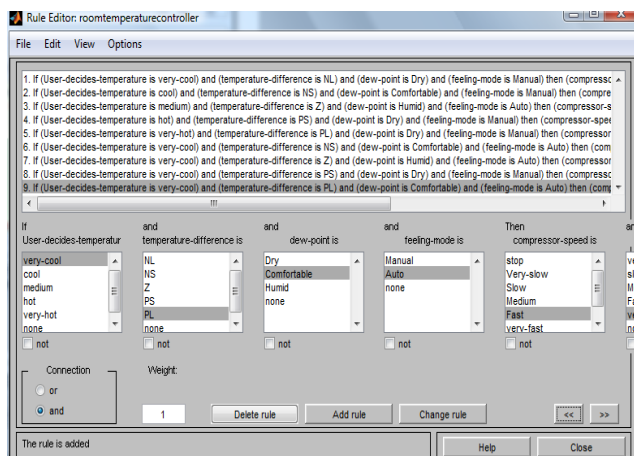 Rule Editor: roomtemperaturecontroller
File Edit View Options
1. If (User-decides-temperature is very-cool) and (temperature-difference is NL) and (dew-point is Dry) and (feeling-mode is Manual) then (compressc
2. If (User-decides-temperature is cool) and (temperature-difference is NS) and (dew-point is Comfortable) and (feeling-mode is Manual) then (compres
3. If (User-decides-temperature is medium) and (temperature-difference is Z) and (dew-point is Humid) and (feeling-mode is Auto) then (compressor-s
4. If (User-decides-temperature is hot) and (temperature-difference is PS) and (dew-point is Dry) and (feeling-mode is Manual) then (compressor-spee
5. If (User-decides-temperature is very-hot) and (temperature-difference is PL) and (dew-point is Dry) and (feeling-mode is Manual) then (compressor
6. If (User-decides-temperature is very-cool) and (temperature-difference is NS) and (dew-point is Comfortable) and (feeling-mode is Auto) then (com
7. If (User-decides-temperature is very-cool) and (temperature-difference is Z) and (dew-point is Humid) and (feeling-mode is Auto) then (compressor
8. If (User-decides-temperature is very-cool) and (temperature-difference is PS) and (dew-point is Dry) and (feeling-mode is Manual) then (compress
9. If (User-decides-temperature is very-cool) and (temperature-difference is PL) and (dew-point is Comfortable) and (feeling-mode is Auto) then (com
If and and and Then
User-decides-temperatur temperature-difference is dew-point is feeling-mode is compressor-speed is
very-cool NL Dry Manual stop
cool NS Comfortable Auto Very-slow
medium Z Humid none Slow
hot PS none Medium
very-hot PL Fast
none none very-fast
not not not not not
Connection Weight:
or
and 1 Delete rule Add rule Change rule << >>
The rule is added Help Close